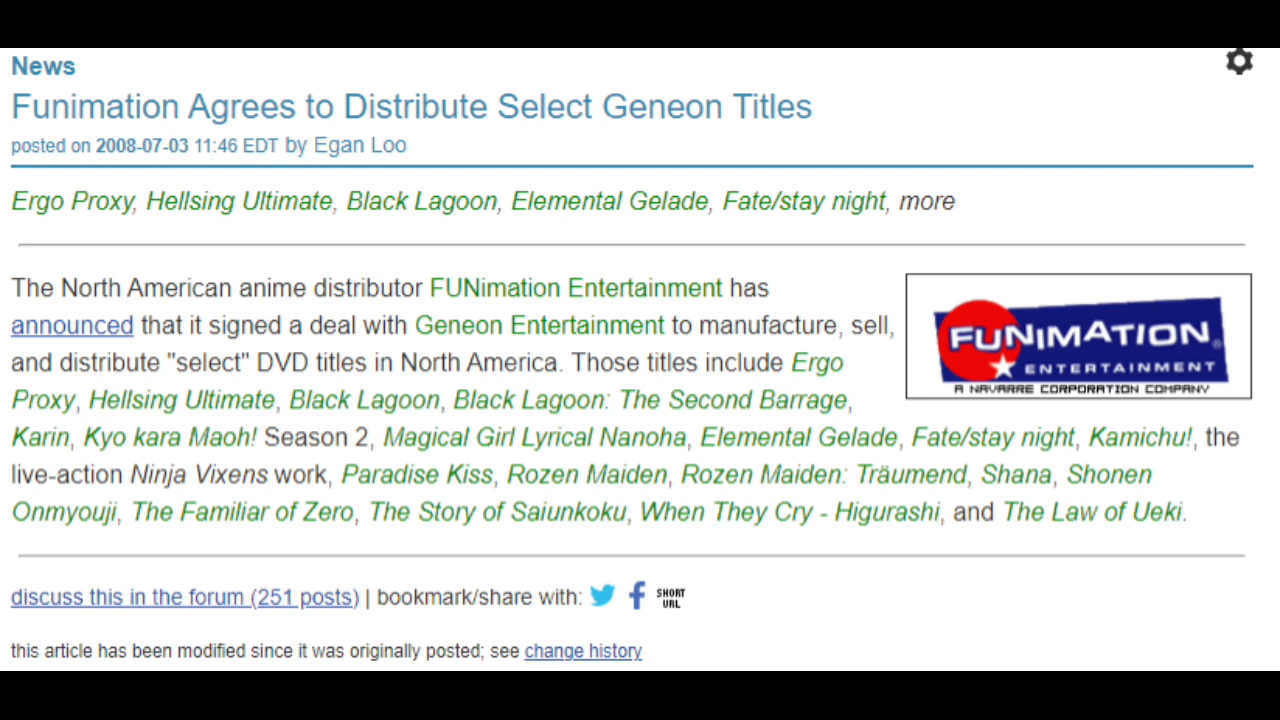 News
Funimation Agrees to Distribute Select Geneon Titles
posted on 2008-07-03 11:46 EDT by Egan Loo
Ergo Proxy, Hellsing Ultimate, Black Lagoon, Elemental Gelade, Fate/stay night, more
The North American anime distributor FUNimation Entertainment has
announced that it signed a deal with Geneon Entertainment to manufacture, sell,
and distribute "select" DVD titles in North America. Those titles include Ergo
Proxy, Hellsing Ultimate, Black Lagoon, Black Lagoon: The Second Barrage,
Karin, Kyo kara Maoh! Season 2, Magical Girl Lyrical Nanoha, Elemental Gelade, Fate/stay night, Kamichu!, the
live-action Ninja Vixens work, Paradise Kiss, Rozen Maiden, Rozen Maiden: Träumend, Shana, Shonen
Onmyouji, The Familiar of Zero, The Story of Saiunkoku, When They Cry - Higurashi, and The Law of Ueki.
FUNIMATION®
ENTERTAINMENT
A NAVARRE CORPORATION COMPANY
discuss this in the forum (251 posts) | bookmark/share with: SHORT
URL
this article has been modified since it was originally posted; see change history